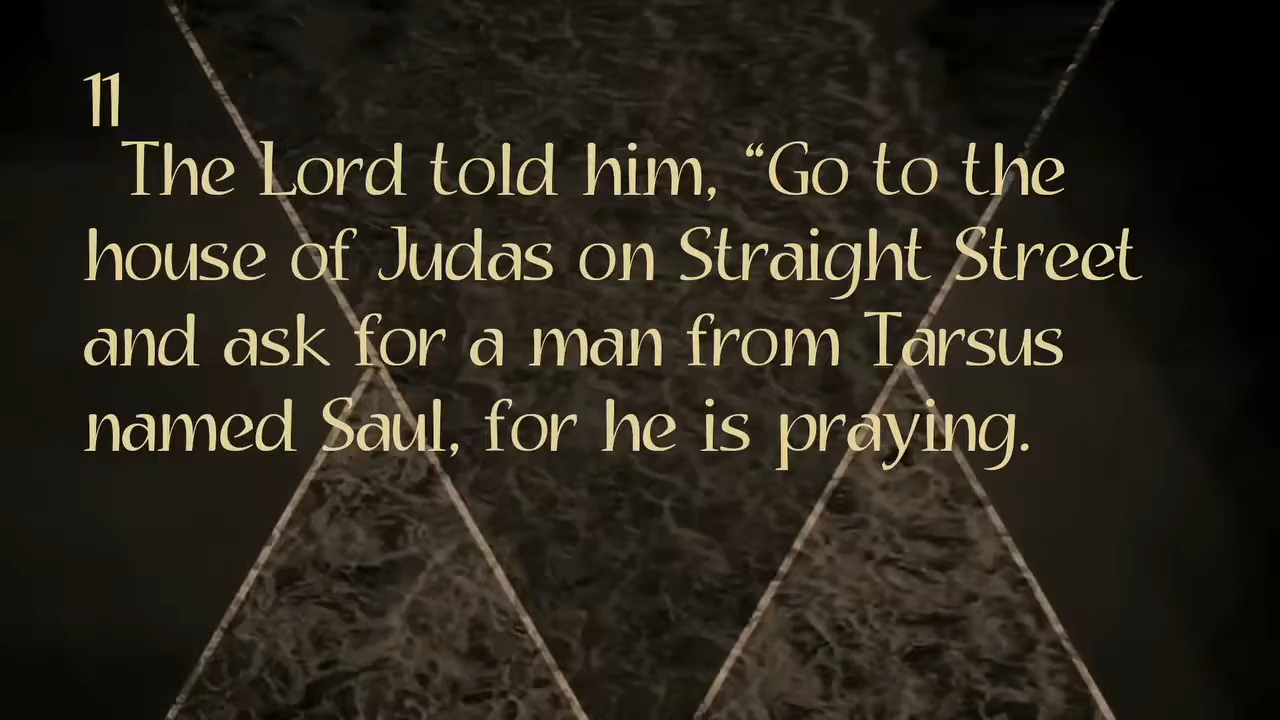 11
The Lord told him, “Go to the
house of Judas on Straight Street
and ask for a man from Tarsus
named Saul, for he is praying.